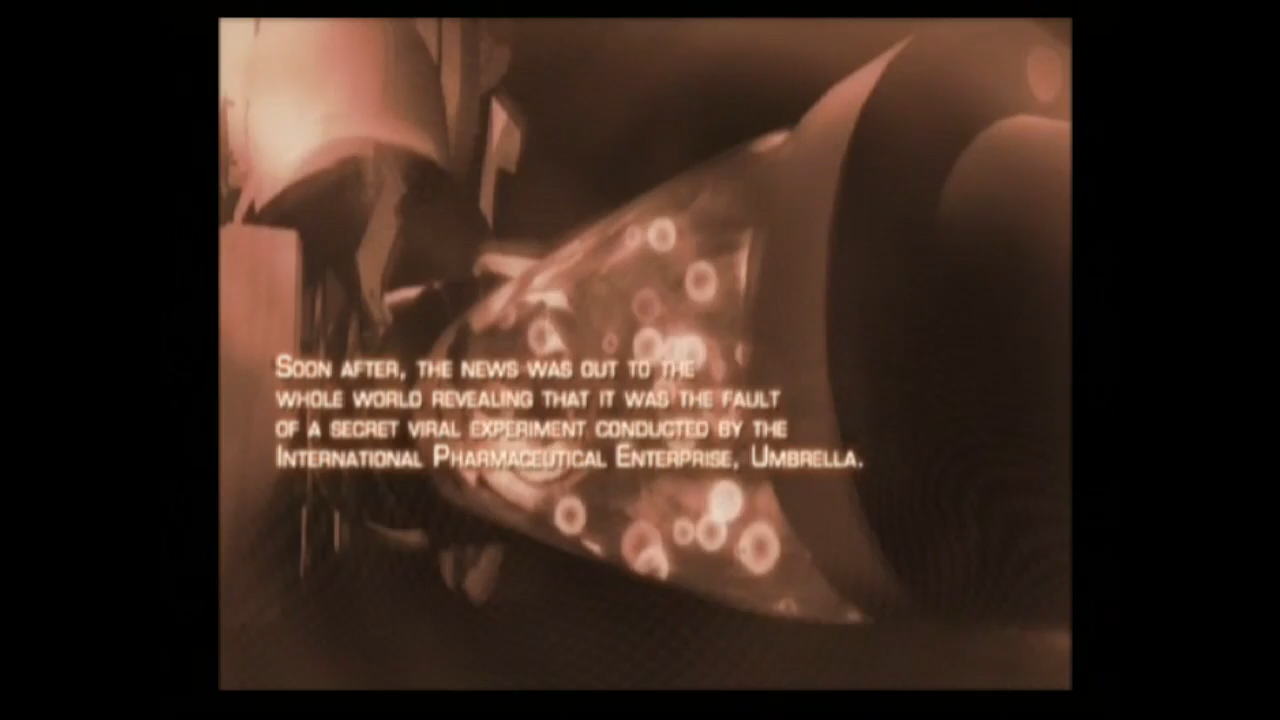 Soon after, the news was out to the
whole world revealing that it was the fault
of a secret viral experiment conducted by the
International Pharmaceutical Enterprise, Umbrella.